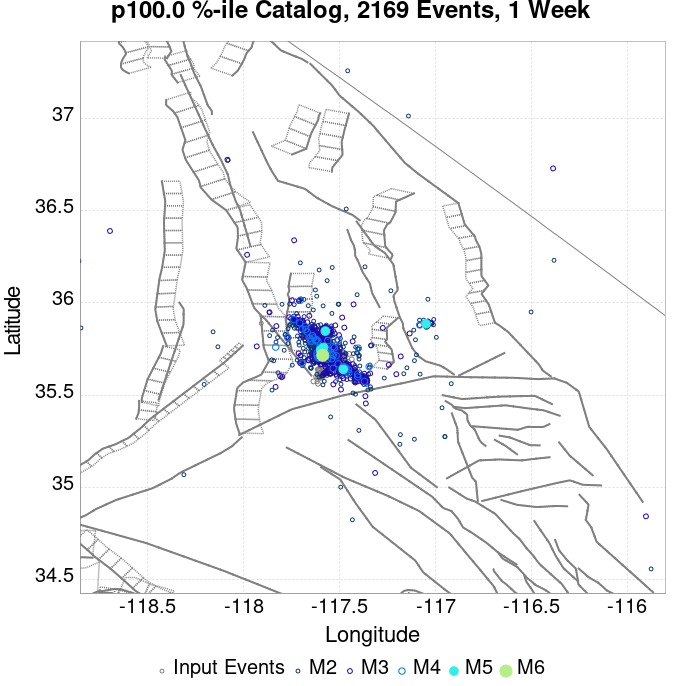 p100.0 %-ile Catalog, 2169 Events, 1 Week
Latitude
37
36.5
36
35.5
35
34.5
-118.5 -118 -117.5 -117 -116.5 -116
Longitude
Input Events M2 M3 M4 M5 M6